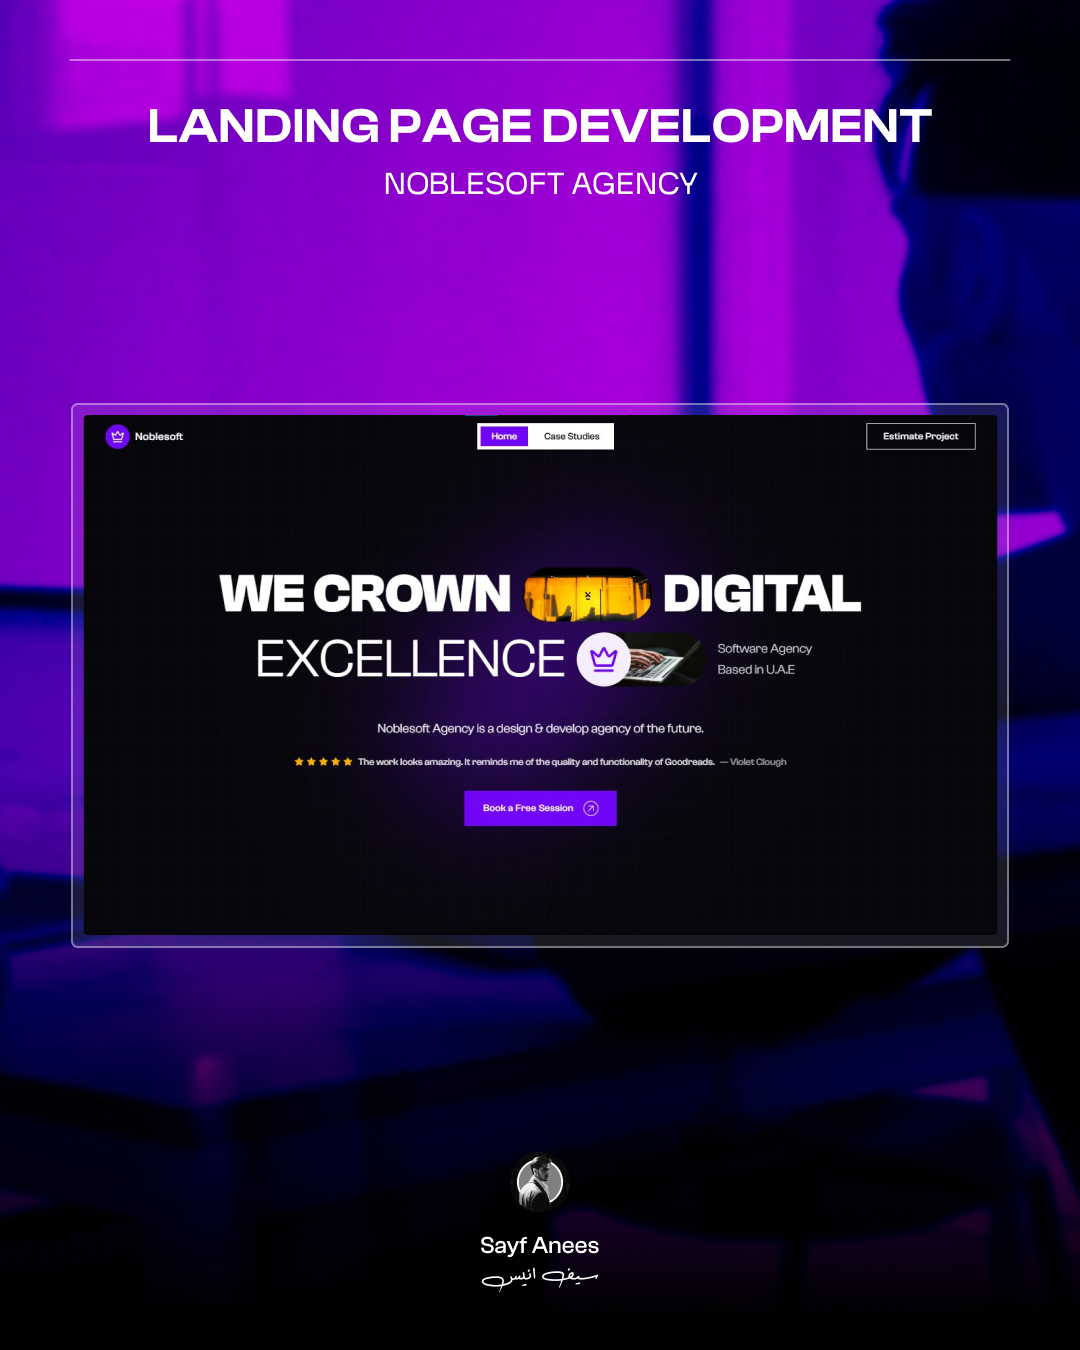 LANDING PAGE DEVELOPMENT
NOBLESOFT AGENCY
Noblesoft
Home
Case Studies
Estimate Project
WE CROWN DIGITAL
EXCELLENCE
Software Agency
Based in U.A.E
Noblesoft Agency is a design & develop agency of the future.
The work looks amazing. It reminds me of the quality and functionality of Goodreads. — Violet Clough
Book a Free Session
Sayf Anees
سيف انيس